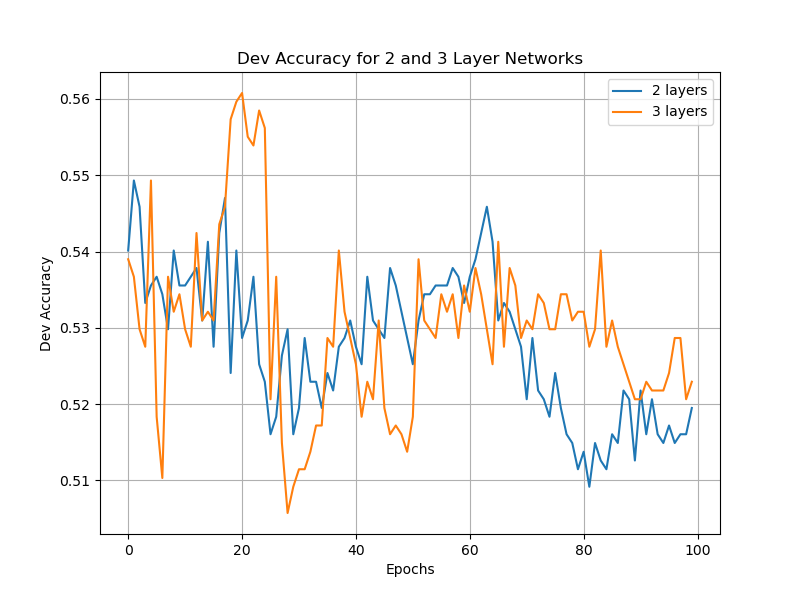 Dev Accuracy for 2 and 3 Layer Networks
2 layers
3 layers
Dev Accuracy
0.56
0.55
0.54
0.53
0.52
0.51
0 20 40 60 80 100
Epochs